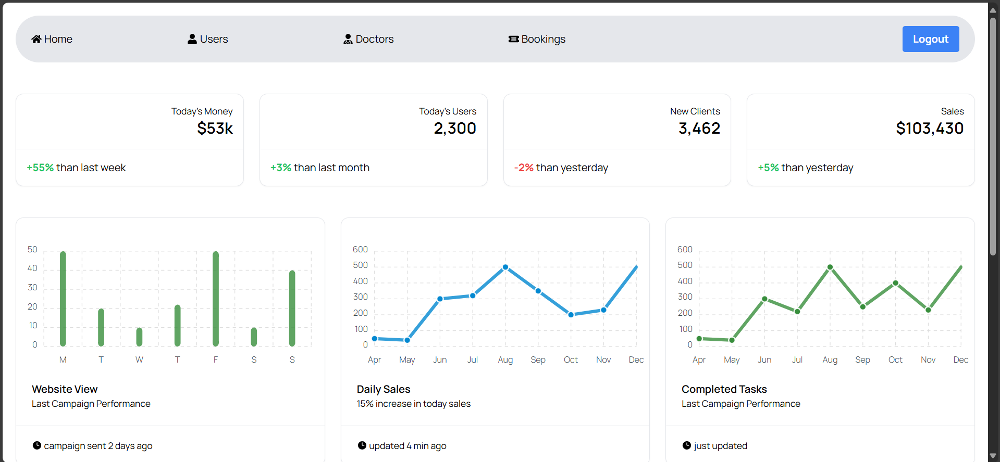 Home Users Doctors Bookings Logout
Today's Money
$53k
+55% than last week
Today's Users
2,300
+3% than last month
New Clients
3,462
-2% than yesterday
Sales
$103,430
+5% than yesterday
50
40
30
20
10
0
M T W T F S S
Website View
Last Campaign Performance
campaign sent 2 days ago
600
500
400
300
200
100
0
Apr May Jun Jul Aug Sep Oct Nov Dec
Daily Sales
15% increase in today sales
updated 4 min ago
600
500
400
300
200
100
0
Apr May Jun Jul Aug Sep Oct Nov Dec
Completed Tasks
Last Campaign Performance
just updated